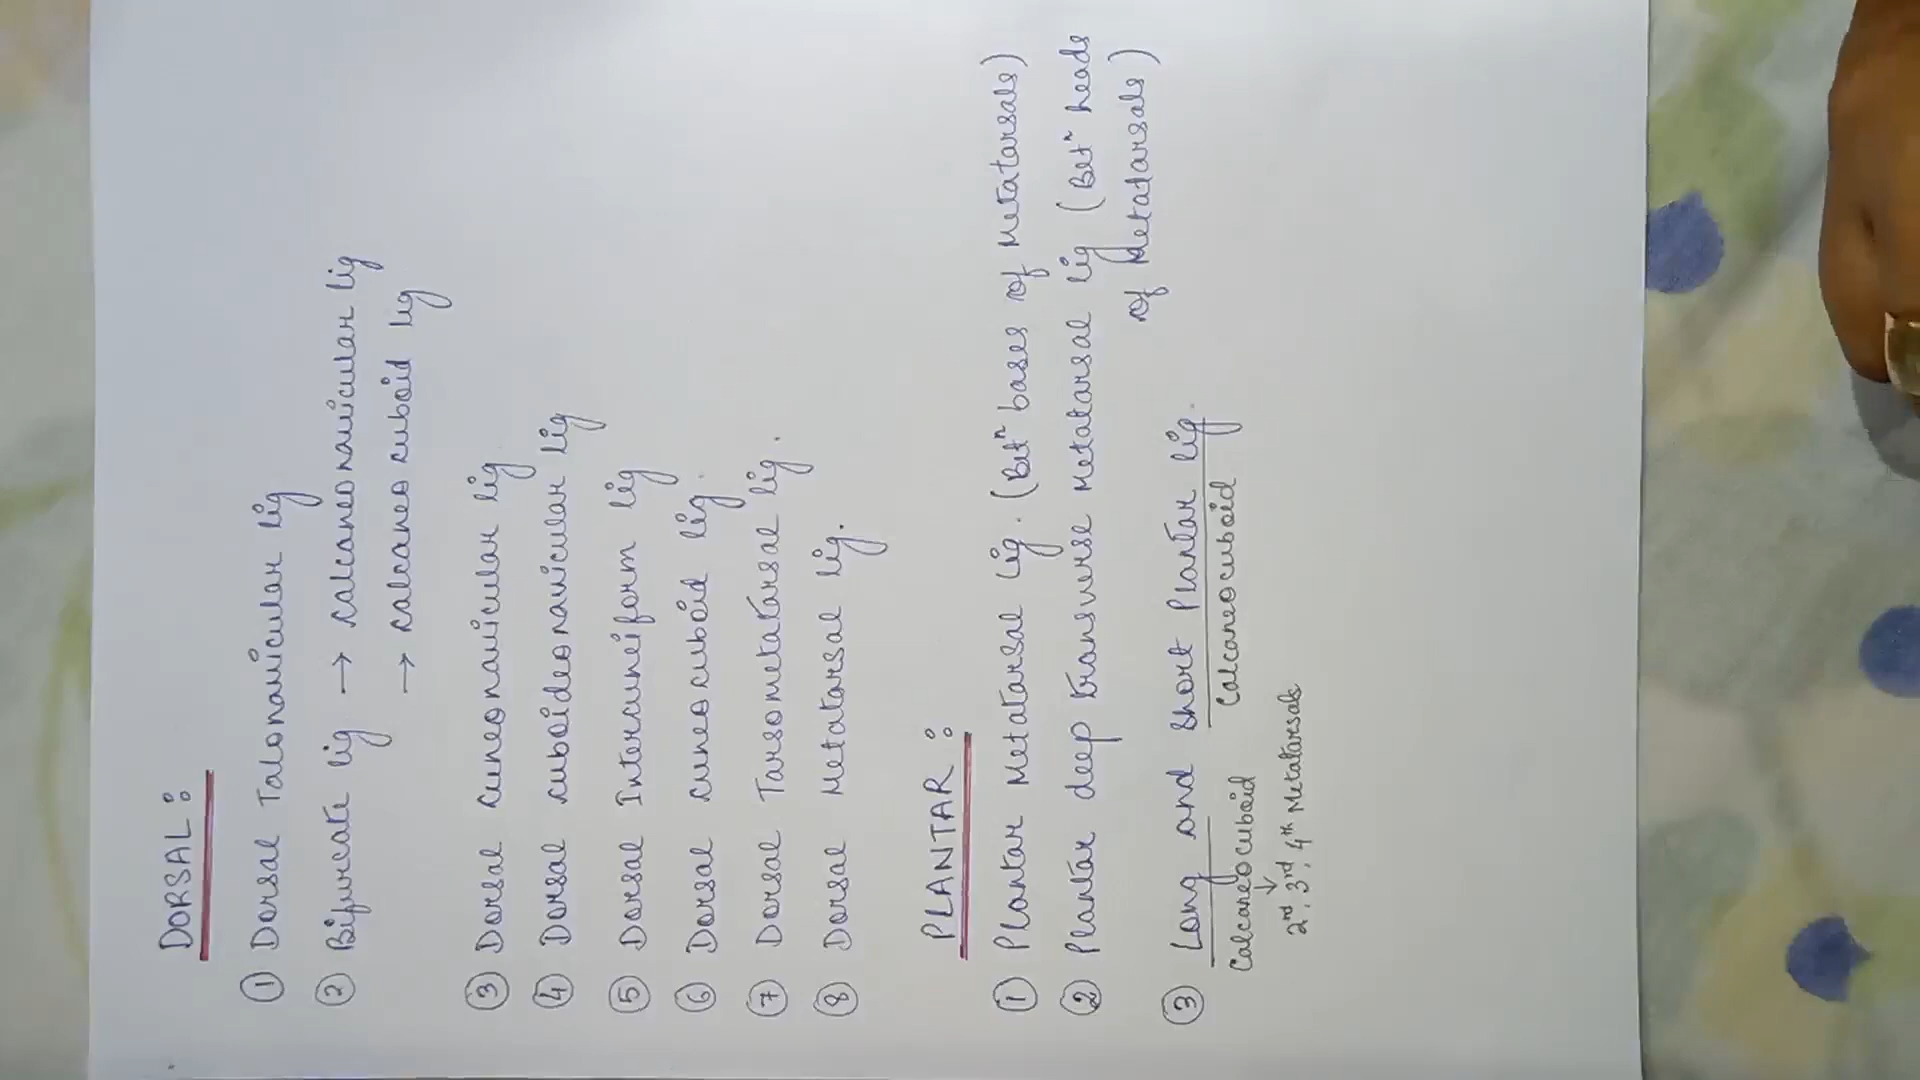 DORSAL:
① Dorsal Talonavicular lig
② Bifurcate lig → calcaneonavicular lig
→ calcaneocuboid lig
③ Dorsal cuneonavicular lig
④ Dorsal cuboideonavicular lig
⑤ Dorsal Intercuneiform lig
⑥ Dorsal cuneocuboid lig.
⑦ Dorsal Tarsometatarsal lig.
⑧ Dorsal Metatarsal lig.
PLANTAR:
① Plantar Metatarsal Lig. (Betⁿ bases of Metatarsals)
② Plantar deep transverse Metatarsal lig (Betⁿ heads
of Metatarsals)
③ Long and short Plantar lig.
Calcaneocuboid Calcaneocuboid
↓
2ⁿᵈ, 3ʳᵈ, 4ᵗʰ Metatarsals